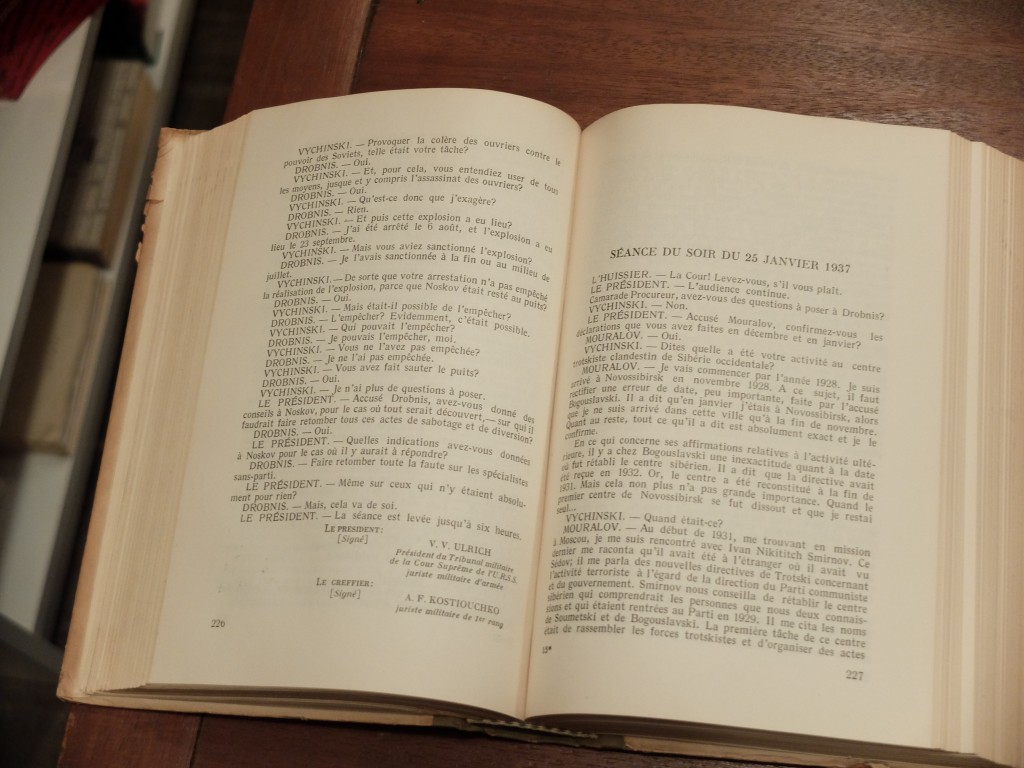 VYCHINSKI. — Provoquer la colère des ouvriers contre le
pouvoir des Soviets, telle était votre tâche?
DROBNIS. — Oui.
VYCHINSKI. — Et, pour cela, vous entendiez user de tous
les moyens, jusque et y compris l'assassinat des ouvriers?
DROBNIS. — Oui.
VYCHINSKI. — Qu'est-ce donc que j'exagère?
DROBNIS. — Rien.
VYCHINSKI. — Et puis cette explosion a eu lieu?
DROBNIS. — J'ai été arrêté le 6 août, et l'explosion a eu
lieu le 23 septembre.
VYCHINSKI. — Mais vous aviez sanctionné l'explosion?
DROBNIS. — Je l'avais sanctionnée à la fin ou au milieu de
juillet.
VYCHINSKI. — De sorte que votre arrestation n'a pas empêché
la réalisation de l'explosion, parce que Noskov était resté au puits?
DROBNIS. — Oui.
VYCHINSKI. — Mais était-il possible de l'empêcher?
DROBNIS. — L'empêcher? Evidemment, c'était possible.
VYCHINSKI. — Qui pouvait l'empêcher?
DROBNIS. — Je pouvais l'empêcher, moi.
VYCHINSKI. — Vous ne l'avez pas empêchée?
DROBNIS. — Je ne l'ai pas empêchée.
VYCHINSKI. — Vous avez fait sauter le puits?
DROBNIS. — Oui.
VYCHINSKI. — Je n'ai plus de questions à poser.
LE PRÉSIDENT. — Accusé Drobnis, avez-vous donné des
conseils à Noskov, pour le cas où tout serait découvert,— sur qui il
faudrait faire retomber tous ces actes de sabotage et de diversion?
DROBNIS. — Oui.
LE PRÉSIDENT. — Quelles indications avez-vous données
à Noskov pour le cas où il y aurait à répondre?
DROBNIS. — Faire retomber toute la faute sur les spécialistes
sans-parti.
LE PRÉSIDENT. — Même sur ceux qui n'y étaient absolu-
ment pour rien?
DROBNIS. — Mais, cela va de soi.
LE PRÉSIDENT. — La séance est levée jusqu'à six heures.
LE PRESIDENT:
[Signé]
V. V. ULRICH
Président du Tribunal militaire
de la Cour Suprême de l'U.R.S.S.
juriste militaire d'armée
LE GREFFIER:
[Signé]
A. F. KOSTIOUCHKO
juriste militaire de 1er rang
226
SÉANCE DU SOIR DU 25 JANVIER 1937
L'HUISSIER. — La Cour! Levez-vous, s'il vous plaît.
LE PRÉSIDENT. — L'audience continue.
Camarade Procureur, avez-vous des questions à poser à Drobnis?
VYCHINSKI. — Non.
LE PRÉSIDENT. — Accusé Mouralov, confirmez-vous les
déclarations que vous avez faites en décembre et en janvier?
MOURALOV. — Oui.
VYCHINSKI. — Dites quelle a été votre activité au centre
trotskiste clandestin de Sibérie occidentale?
MOURALOV. — Je vais commencer par l'année 1928. Je suis
arrivé à Novossibirsk en novembre 1928. A ce sujet, il faut
rectifier une erreur de date, peu importante, faite par l'accusé
Bogouslavski. Il a dit qu'en janvier j'étais à Novossibirsk, alors
que je ne suis arrivé dans cette ville qu'à la fin de novembre.
Quant au reste, tout ce qu'il a dit est absolument exact et je le
confirme.
En ce qui concerne ses affirmations relatives à l'activité ulté-
rieure, il y a chez Bogouslavski une inexactitude quant à la date
où fut rétabli le centre sibérien. Il a dit que la directive avait
été reçue en 1932. Or, le centre a été reconstitué à la fin de
1931. Mais cela non plus n'a pas grande importance. Quand le
premier centre de Novossibirsk se fut dissout et que je restai
seul...
VYCHINSKI. — Quand était-ce?
MOURALOV. — Au début de 1931, me trouvant en mission
à Moscou, je me suis rencontré avec Ivan Nikititch Smirnov. Ce
dernier me raconta qu'il avait été à l'étranger où il avait vu
Sédov; il me parla des nouvelles directives de Trotski concernant
l'activité terroriste à l'égard de la direction du Parti communiste
et du gouvernement. Smirnov nous conseilla de rétablir le centre
sibérien qui comprendrait les personnes que nous deux connais-
sions et qui étaient rentrées au Parti en 1929. Il me cita les noms
de Soumetski et de Bogouslavski. La première tâche de ce centre
était de rassembler les forces trotskistes et d'organiser des actes
15*
227